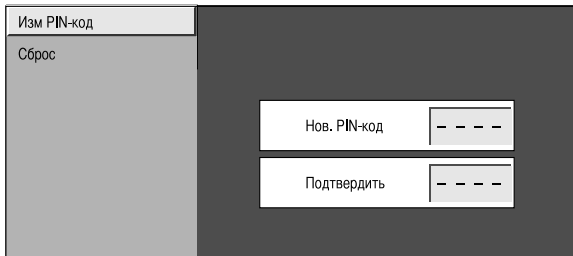 Изм PIN-код
Сброс
Нов. PIN-код
– – – –
Подтвердить
– – – –